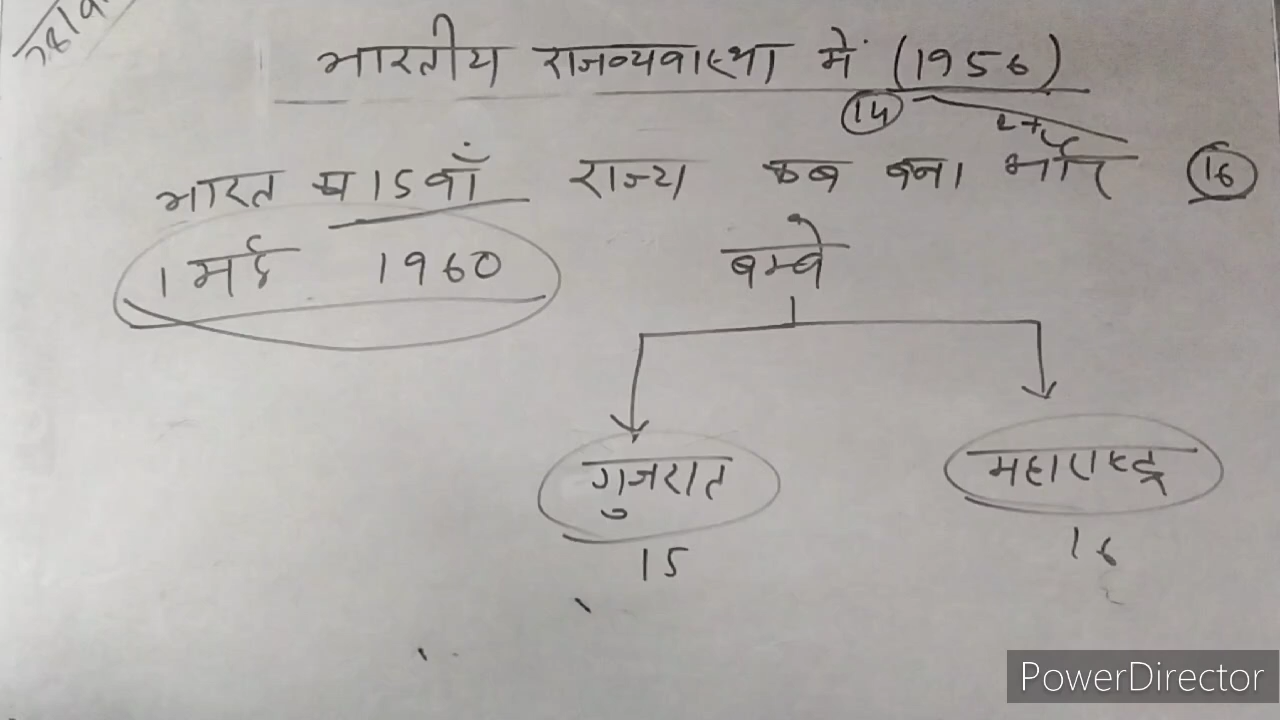 भारतीय राजव्यवास्था में (1956)
14
भारत का 15वाँ राज्य कब बना और 16
1 मई 1960
बम्बे
गुजरात महाराष्ट्र
15 16
PowerDirector